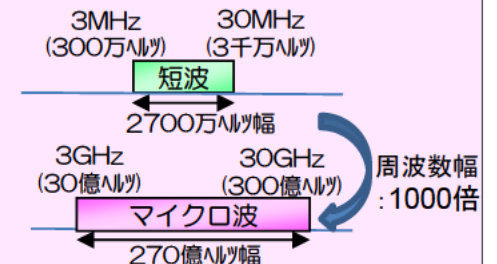 3MHz 30MHz
(300万ヘルツ) (3千万ヘルツ)
短波
2700万ヘルツ幅
3GHz 30GHz
(30億ヘルツ) (300億ヘルツ)
周波数幅
:1000倍
マイクロ波
270億ヘルツ幅